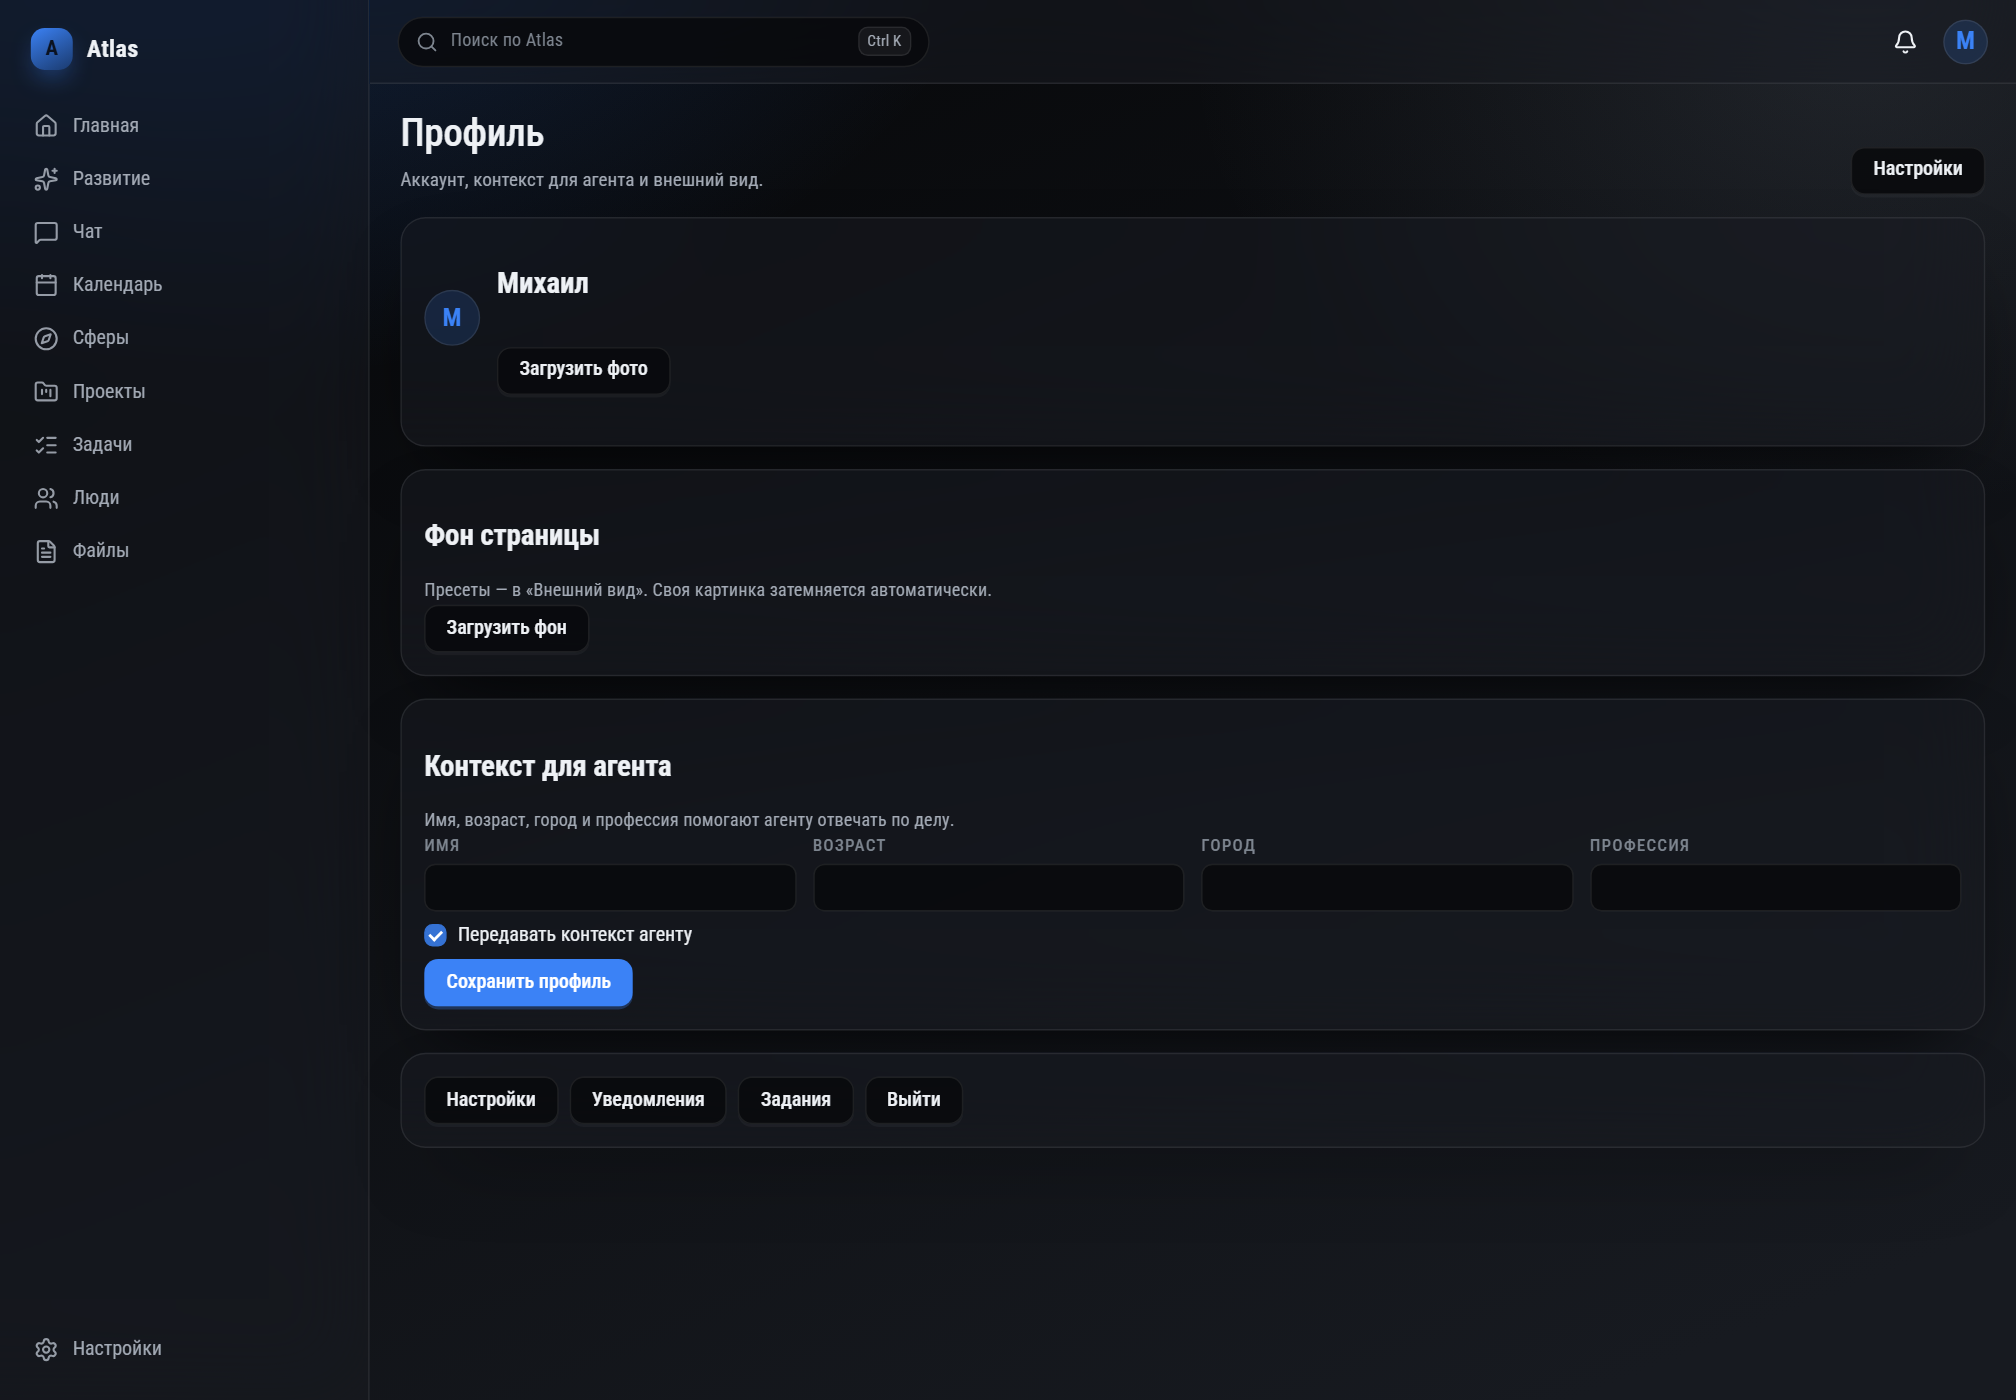 A Atlas
Поиск по Atlas
Ctrl K
M
Главная
Развитие
Чат
Календарь
Сферы
Проекты
Задачи
Люди
Файлы
Настройки
Профиль
Аккаунт, контекст для агента и внешний вид.
Настройки
M
Михаил
Загрузить фото
Фон страницы
Пресеты — в «Внешний вид». Своя картинка затемняется автоматически.
Загрузить фон
Контекст для агента
Имя, возраст, город и профессия помогают агенту отвечать по делу.
ИМЯ ВОЗРАСТ ГОРОД ПРОФЕССИЯ
Передавать контекст агенту
Сохранить профиль
Настройки Уведомления Задания Выйти